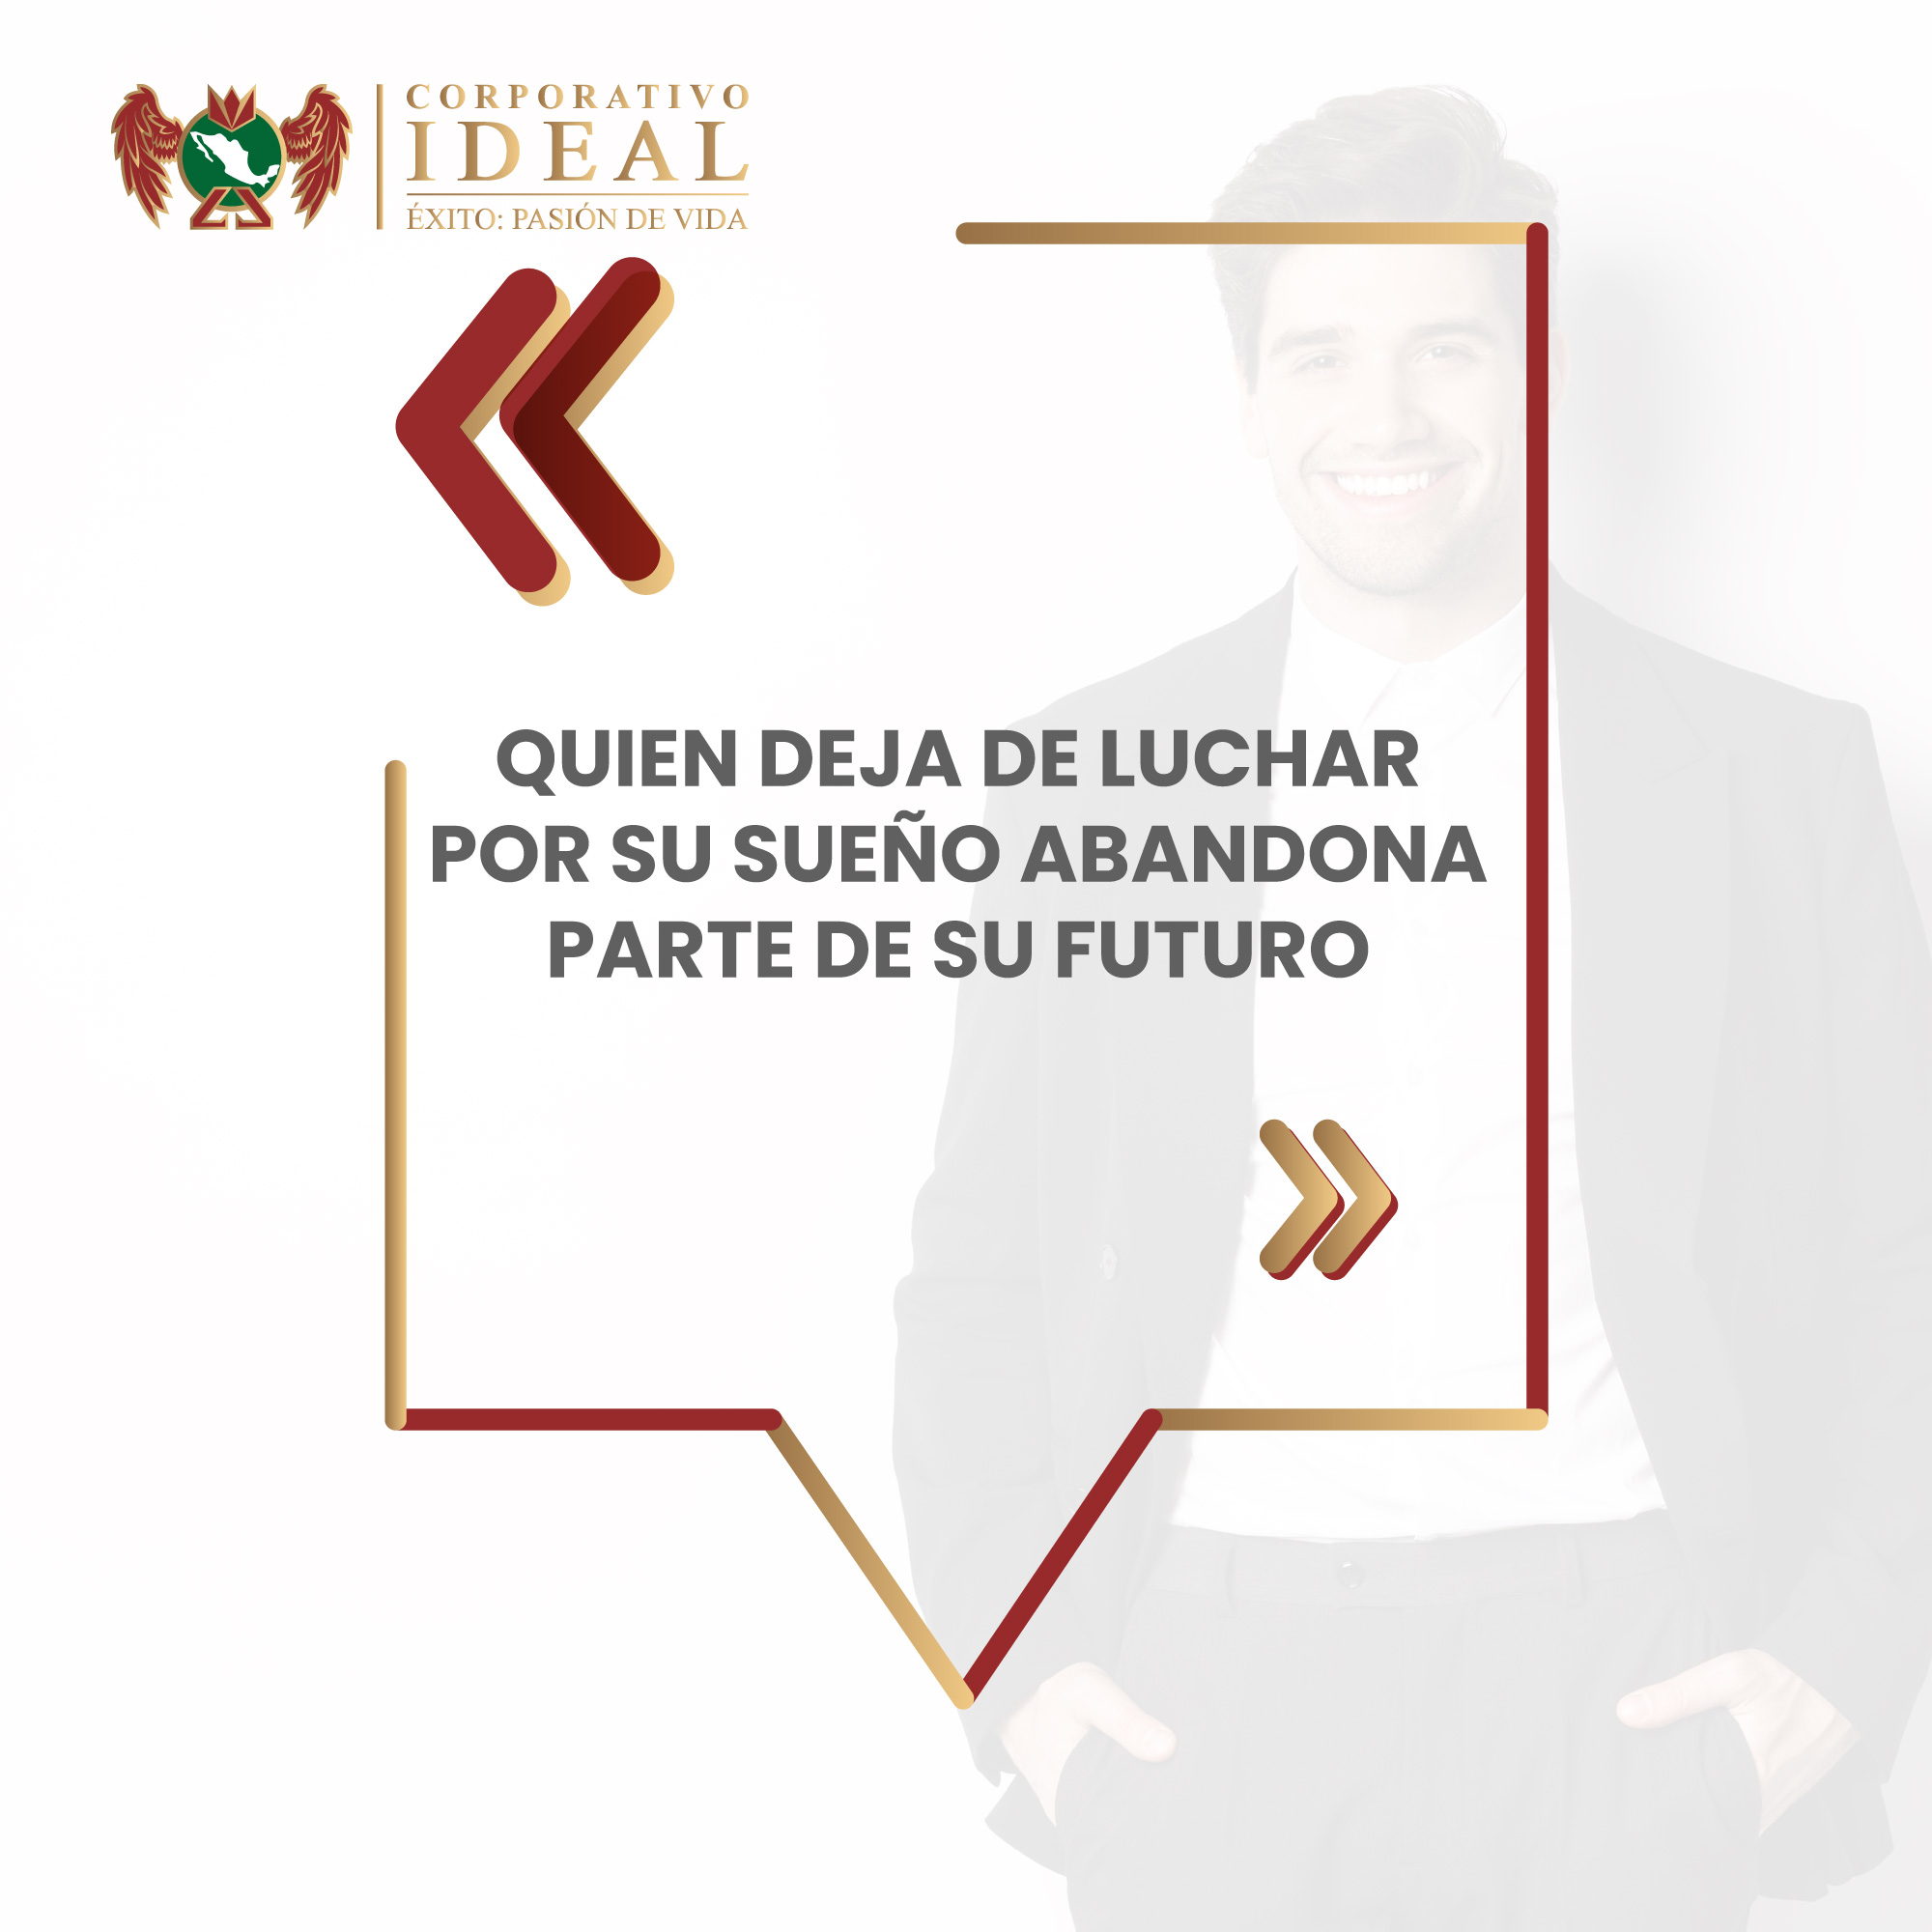 CORPORATIVO
IDEAL
ÉXITO: PASIÓN DE VIDA
QUIEN DEJA DE LUCHAR
POR SU SUEÑO ABANDONA
PARTE DE SU FUTURO